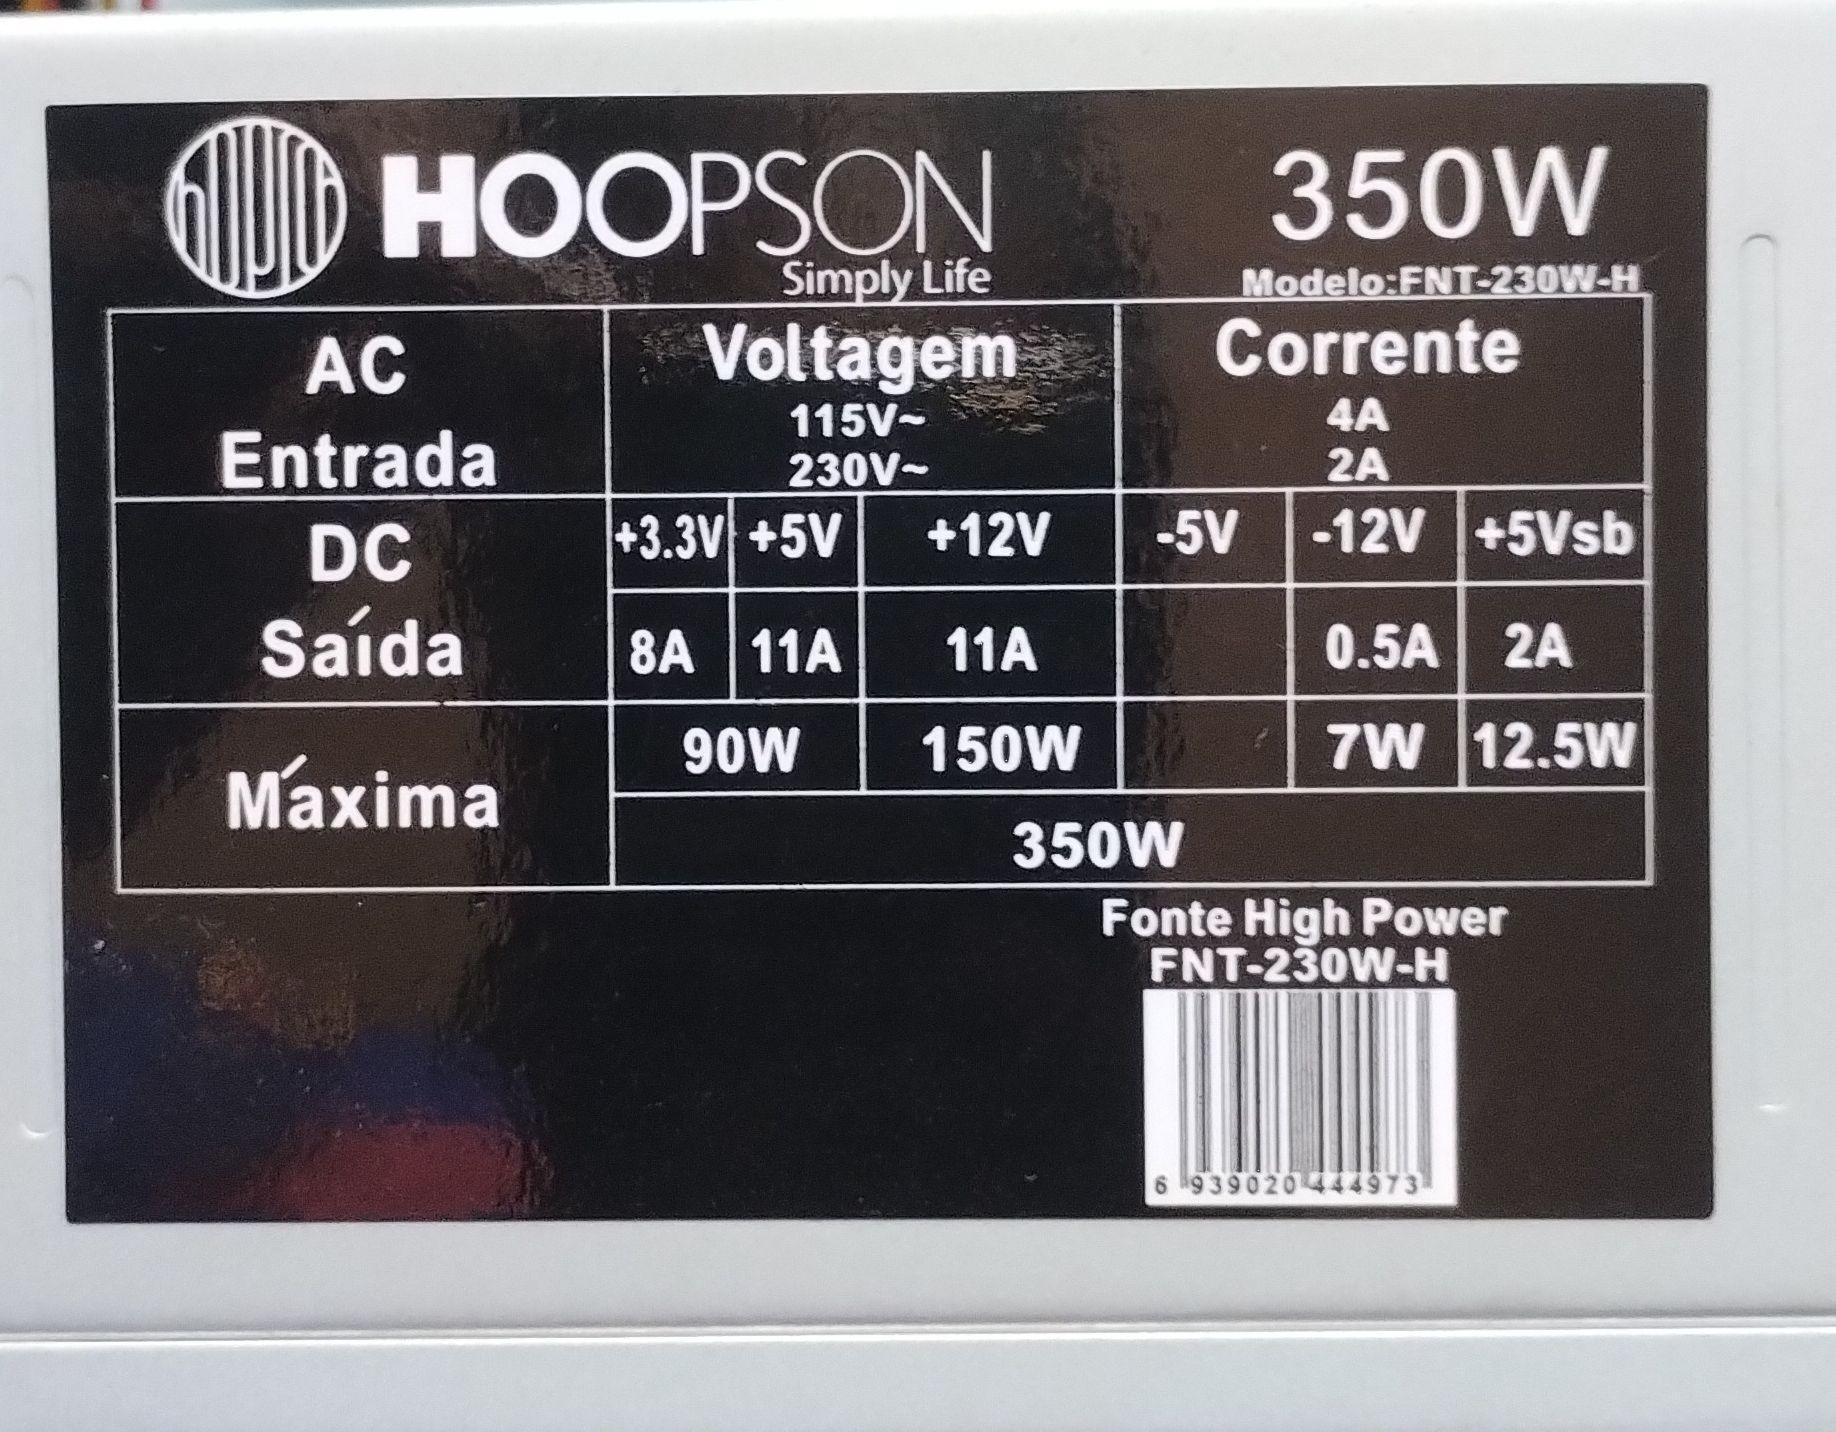 HOOPSON
Simply Life
350W
Modelo:FNT-230W-H
AC Entrada
Voltagem
Corrente
115V~
4A
230V~
2A
DC Saída
+3.3V +5V +12V -5V -12V +5Vsb
8A 11A 11A 0.5A 2A
Máxima
90W 150W 7W 12.5W
350W
Fonte High Power
FNT-230W-H
6 939020 444973